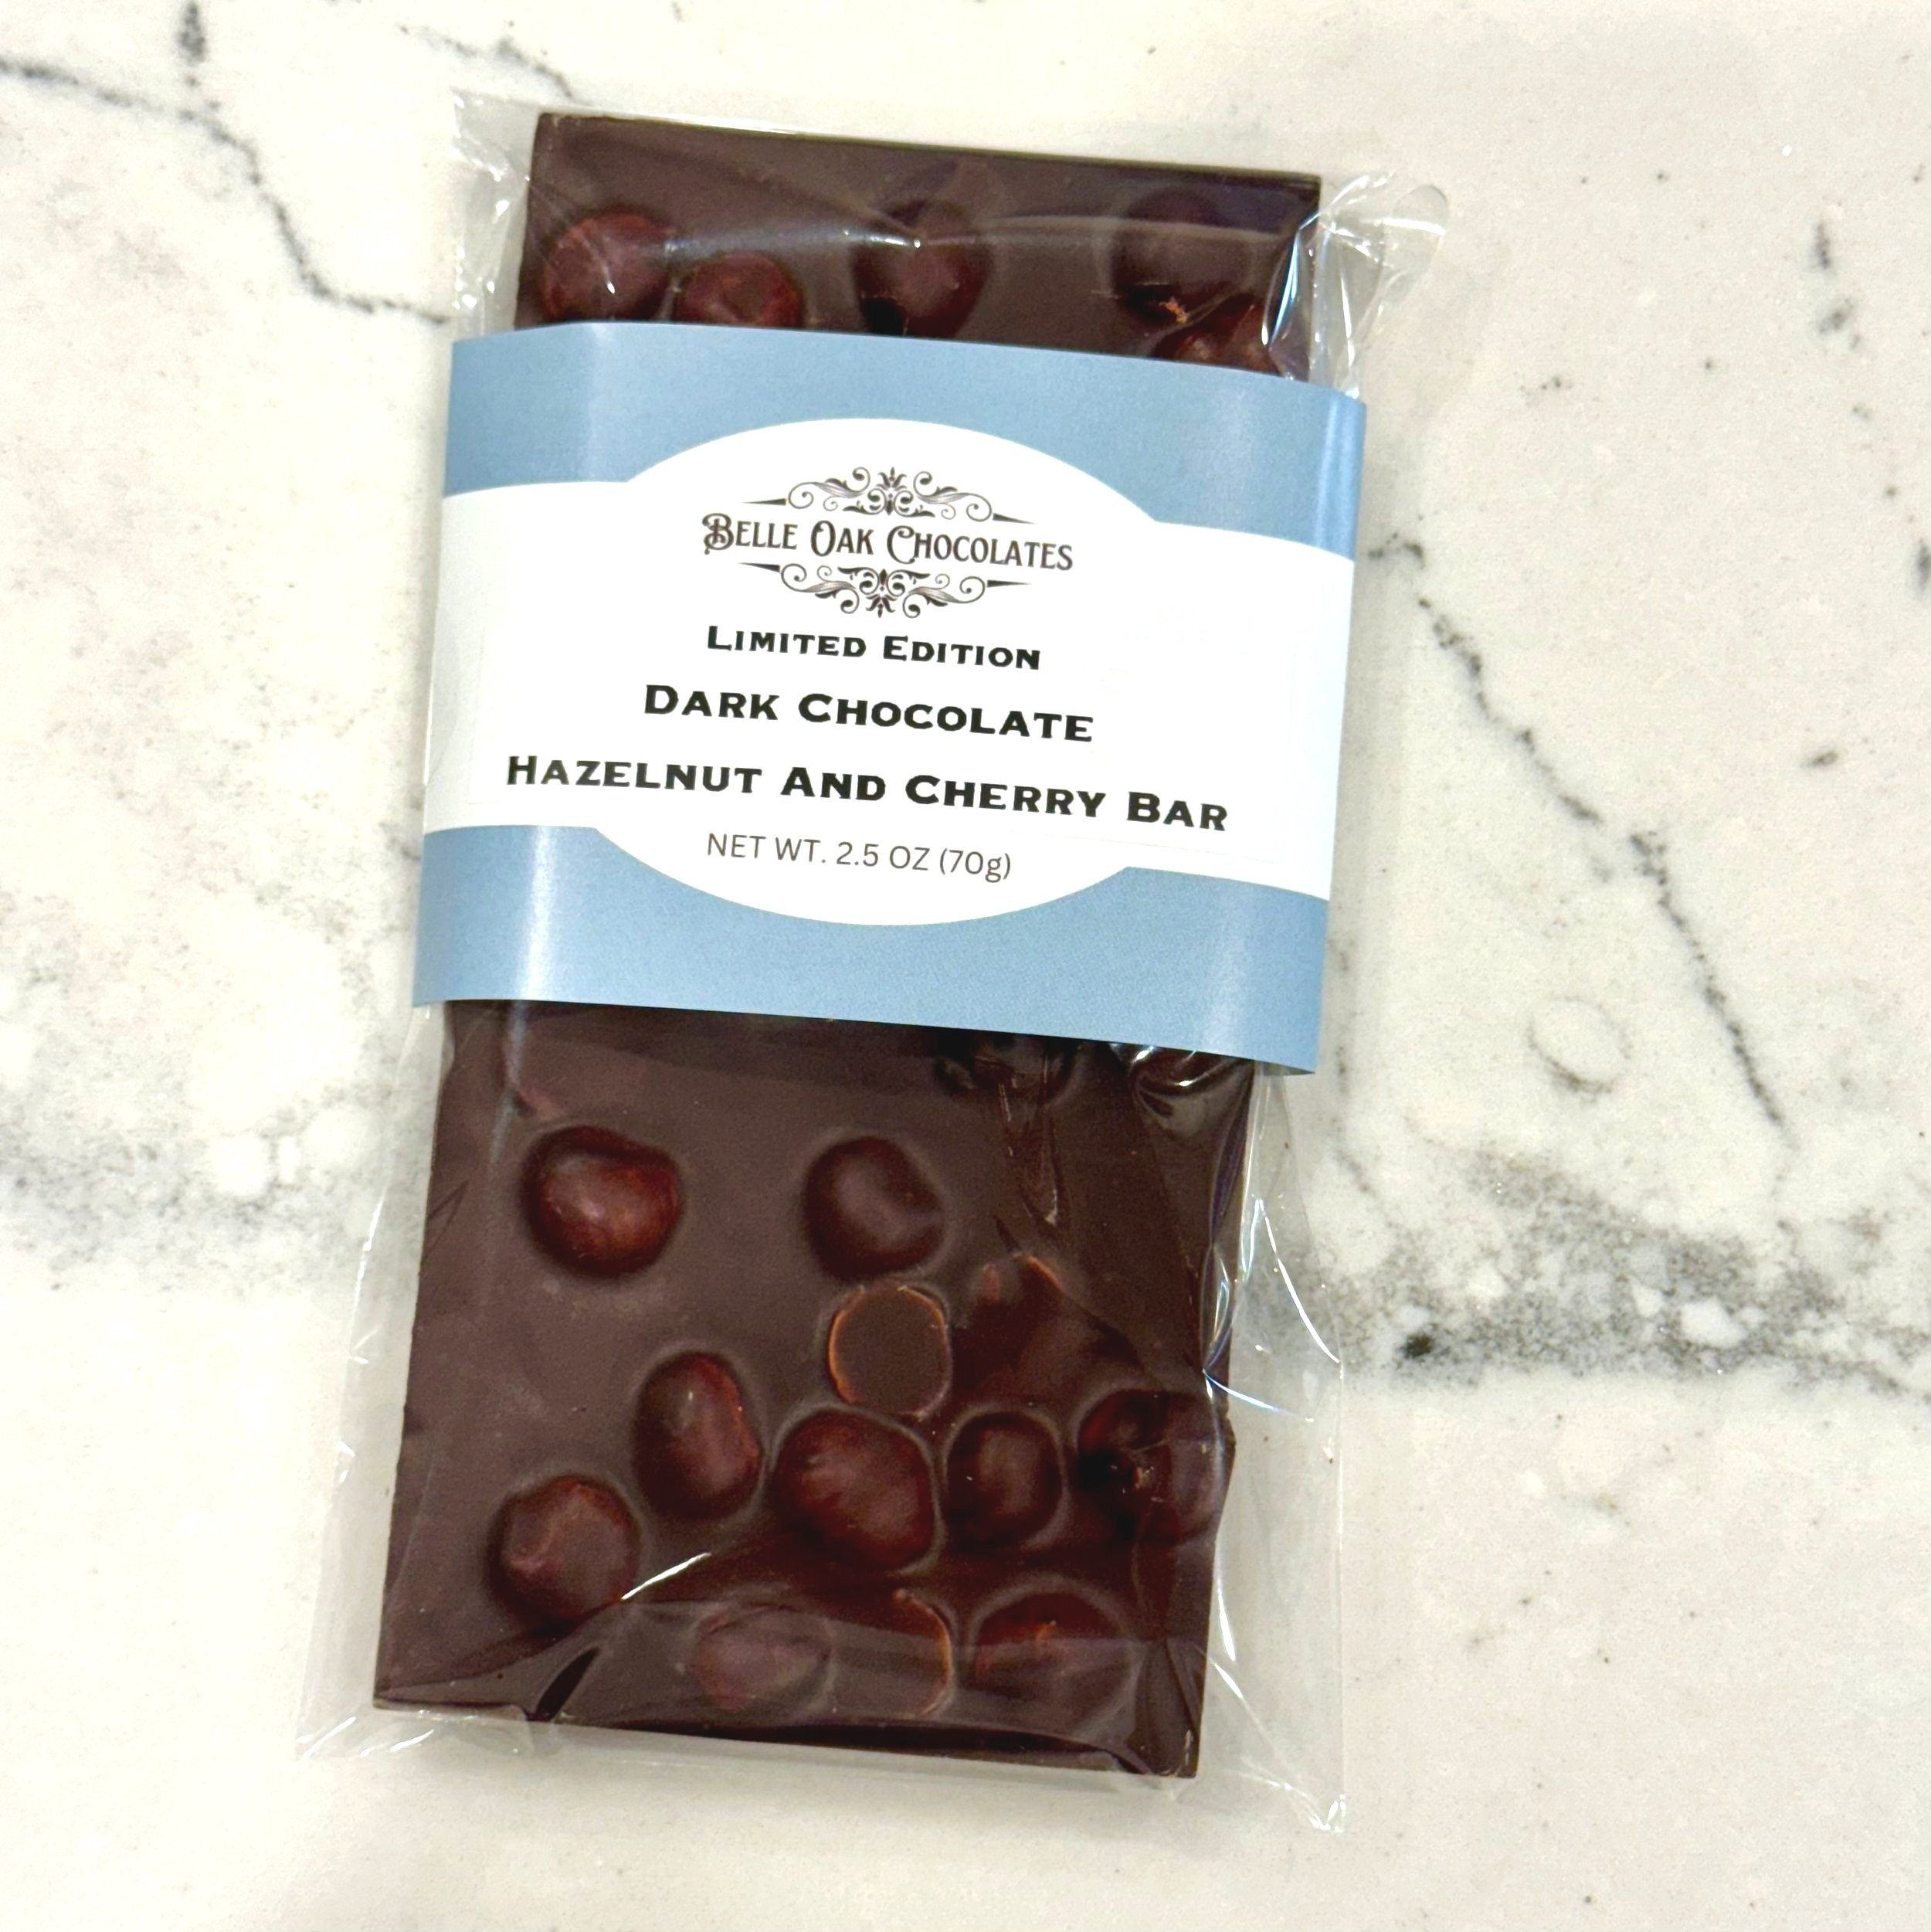 Belle Oak Chocolates
Limited Edition
Dark Chocolate
Hazelnut And Cherry Bar
NET WT. 2.5 OZ (70g)